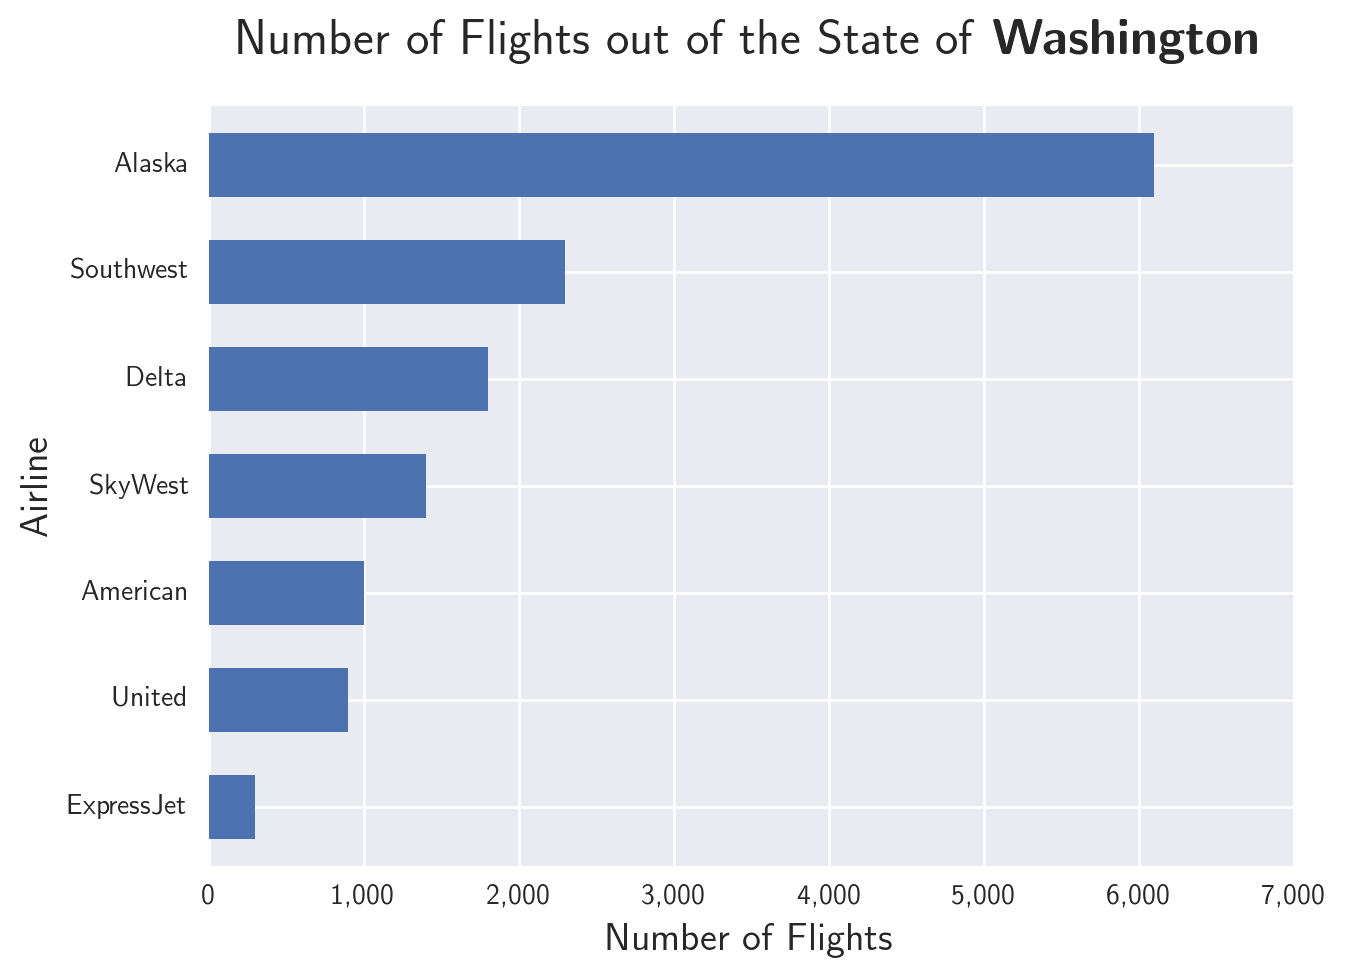 Number of Flights out of the State of Washington
Alaska
Southwest
Delta
SkyWest
American
United
ExpressJet
Airline
0 1,000 2,000 3,000 4,000 5,000 6,000 7,000
Number of Flights